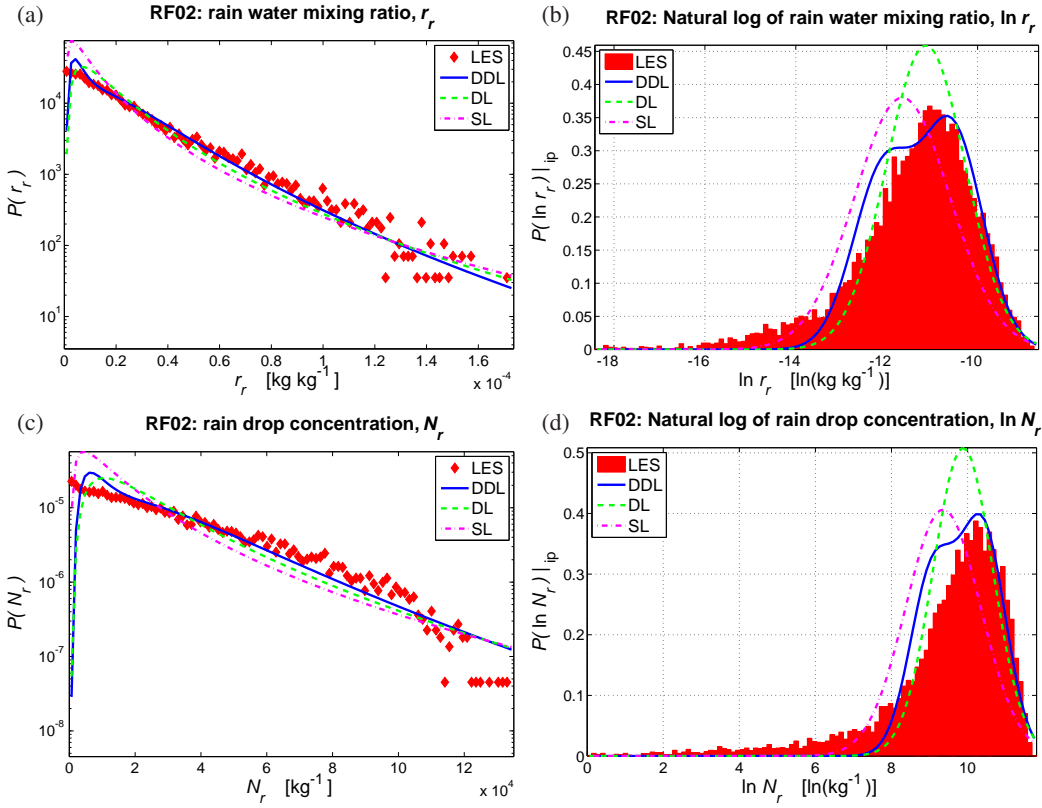 (a)
RF02: rain water mixing ratio, r_r
P( r_r )
10^4
10^3
10^2
10^1
LES
DDL
DL
SL
0 0.2 0.4 0.6 0.8 1 1.2 1.4 1.6
r_r [kg kg^-1]
x 10^-4
(b)
RF02: Natural log of rain water mixing ratio, ln r_r
P( ln r_r ) |_ip
0.45
0.4
0.35
0.3
0.25
0.2
0.15
0.1
0.05
0
LES
DDL
DL
SL
-18 -16 -14 -12 -10
ln r_r [ln(kg kg^-1)]
(c)
RF02: rain drop concentration, N_r
P( N_r )
10^-5
10^-6
10^-7
10^-8
LES
DDL
DL
SL
0 2 4 6 8 10 12
N_r [kg^-1]
x 10^4
(d)
RF02: Natural log of rain drop concentration, ln N_r
P( ln N_r ) |_ip
0.5
0.4
0.3
0.2
0.1
0
LES
DDL
DL
SL
0 2 4 6 8 10
ln N_r [ln(kg^-1)]